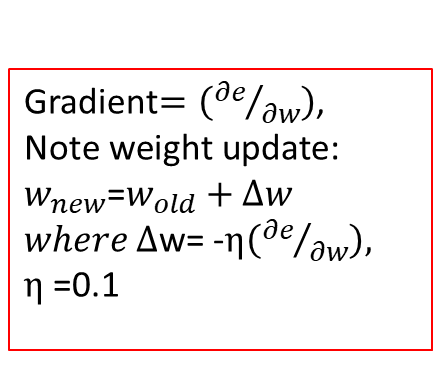 Gradient= (∂e/∂w),
Note weight update:
w_new=w_old + Δw
where Δw= -η(∂e/∂w),
η =0.1